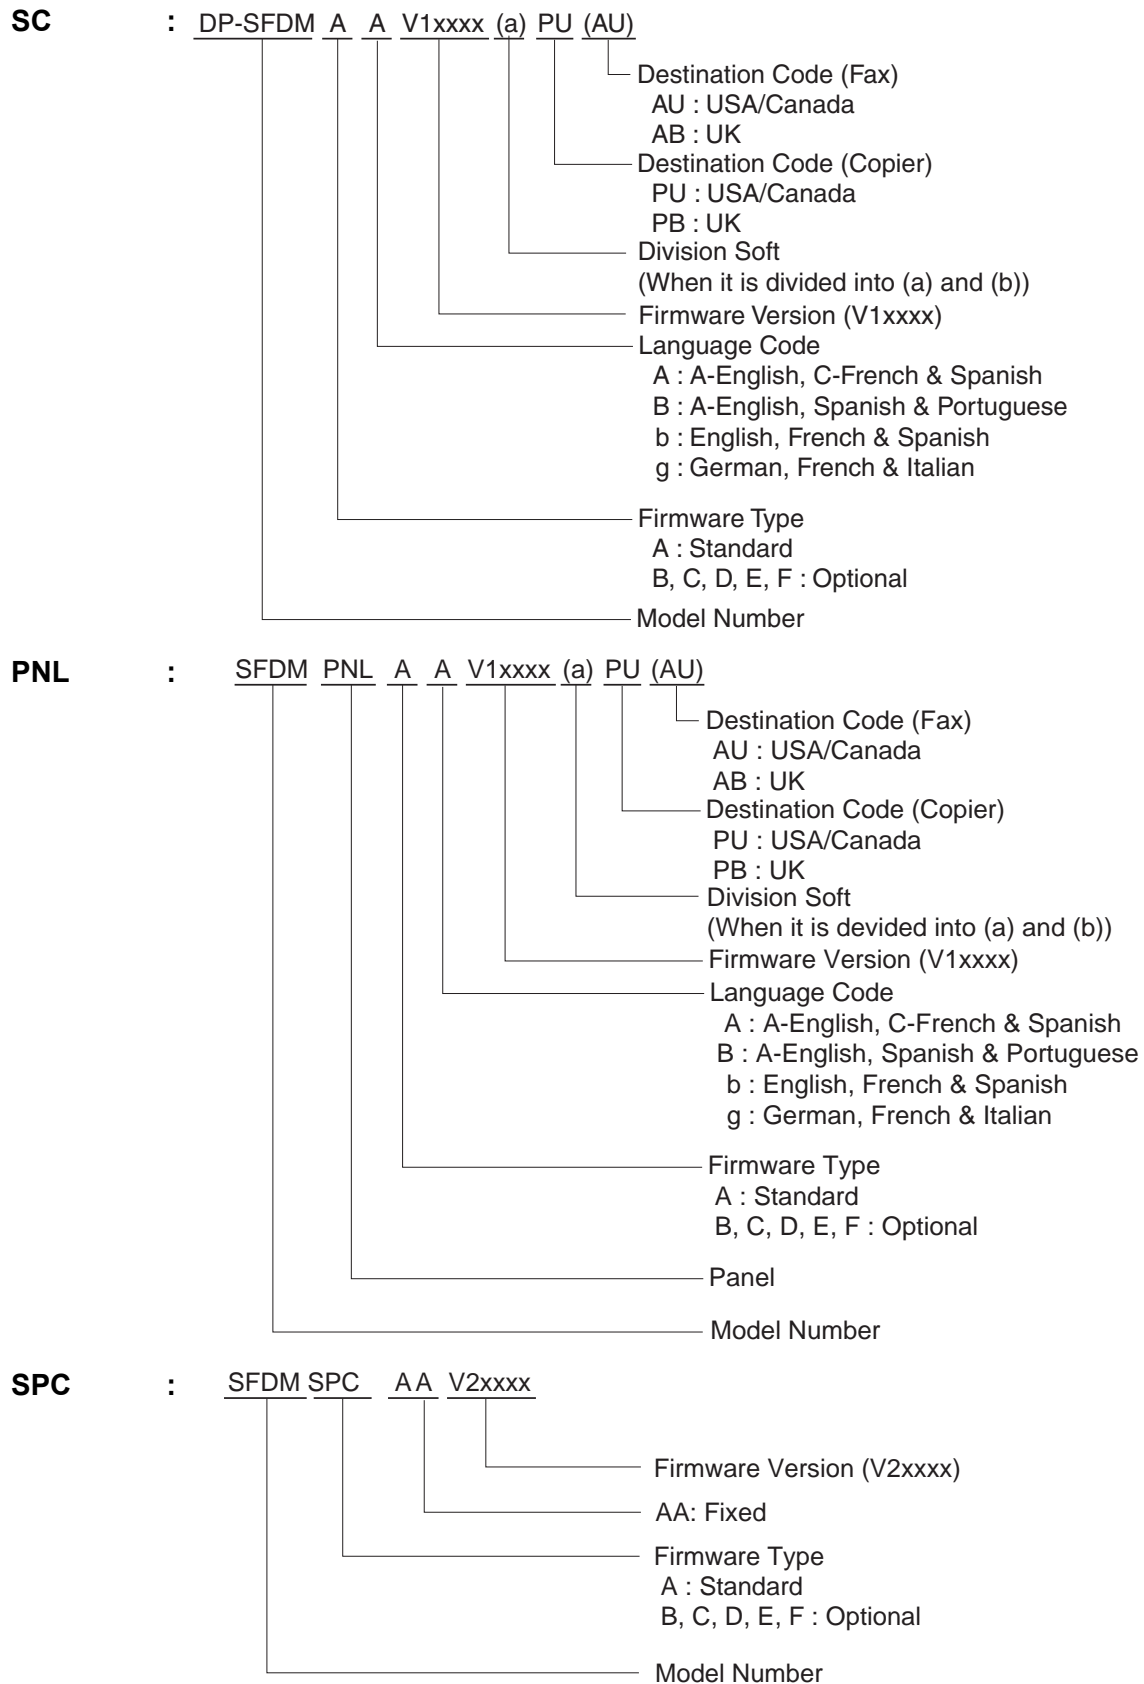 SC : DP-SFDM A A V1xxxx (a) PU (AU)
Destination Code (Fax)
AU : USA/Canada
AB : UK
Destination Code (Copier)
PU : USA/Canada
PB : UK
Division Soft
(When it is divided into (a) and (b))
Firmware Version (V1xxxx)
Language Code
A : A-English, C-French & Spanish
B : A-English, Spanish & Portuguese
b : English, French & Spanish
g : German, French & Italian
Firmware Type
A : Standard
B, C, D, E, F : Optional
Model Number
PNL : SFDM PNL A A V1xxxx (a) PU (AU)
Destination Code (Fax)
AU : USA/Canada
AB : UK
Destination Code (Copier)
PU : USA/Canada
PB : UK
Division Soft
(When it is devided into (a) and (b))
Firmware Version (V1xxxx)
Language Code
A : A-English, C-French & Spanish
B : A-English, Spanish & Portuguese
b : English, French & Spanish
g : German, French & Italian
Firmware Type
A : Standard
B, C, D, E, F : Optional
Panel
Model Number
SPC : SFDM SPC AA V2xxxx
Firmware Version (V2xxxx)
AA: Fixed
Firmware Type
A : Standard
B, C, D, E, F : Optional
Model Number